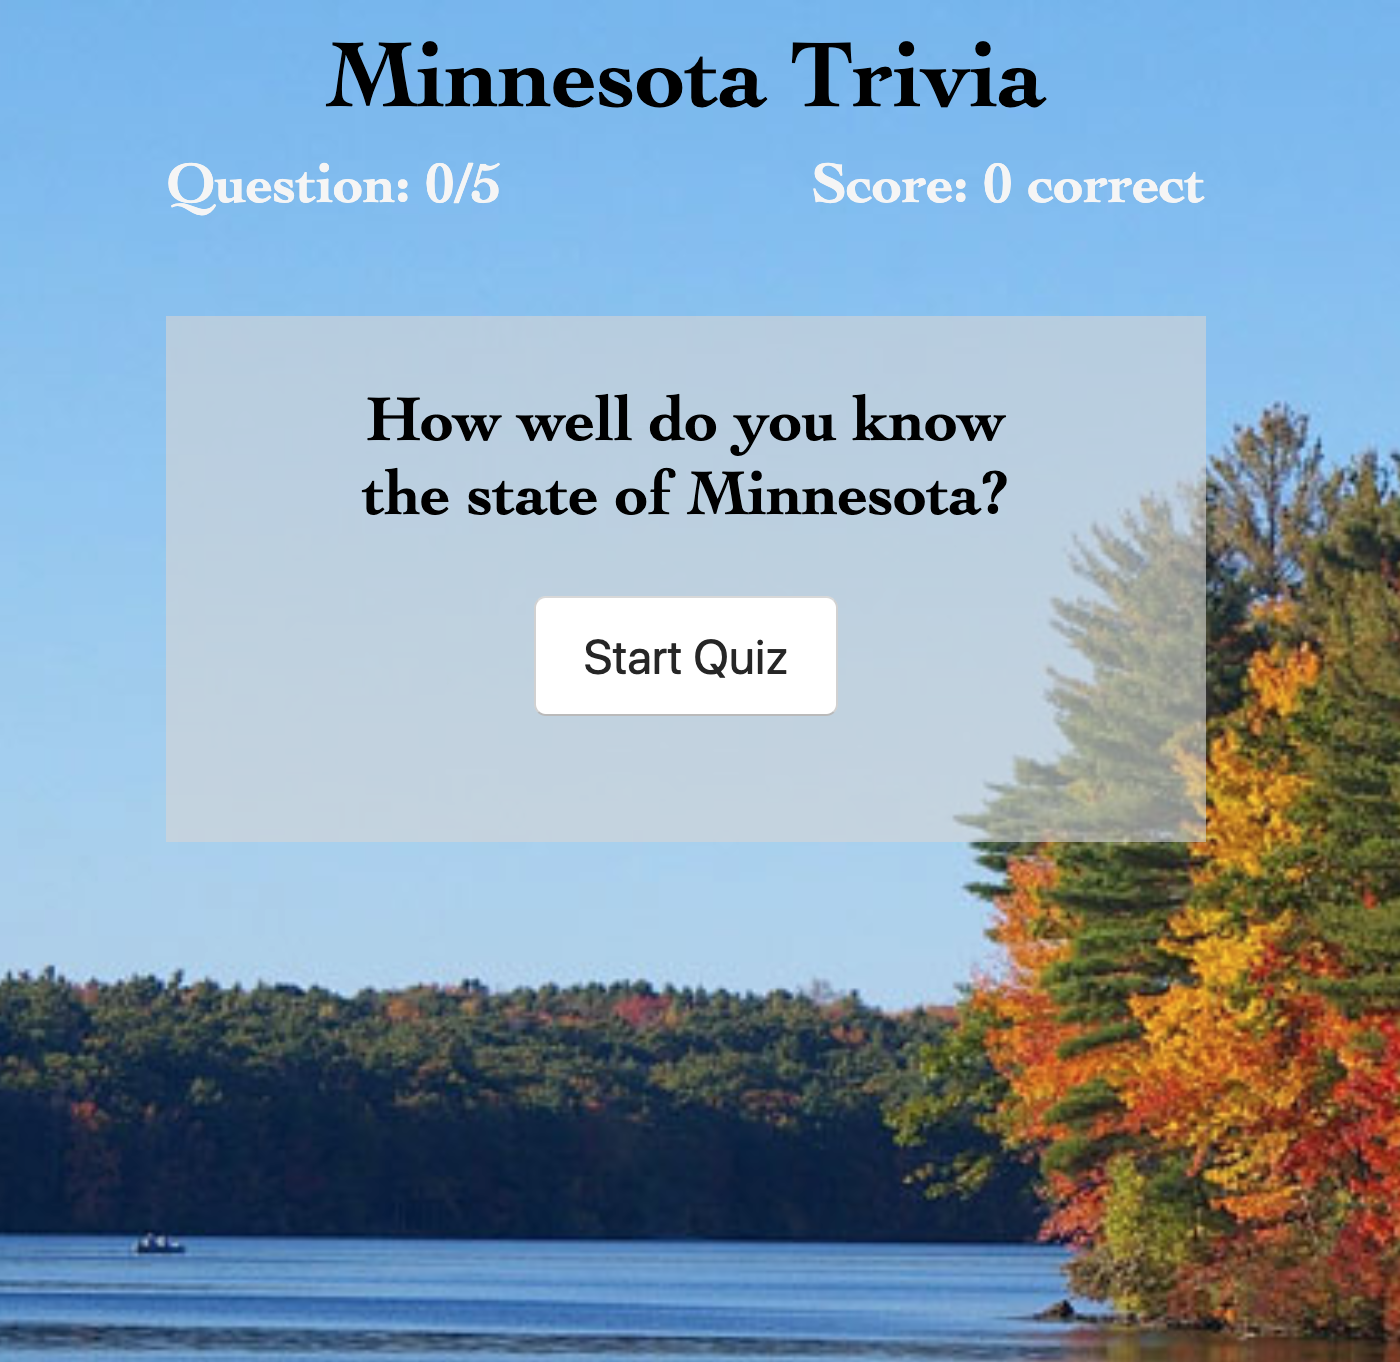 Minnesota Trivia
Question: 0/5
Score: 0 correct
How well do you know
the state of Minnesota?
Start Quiz